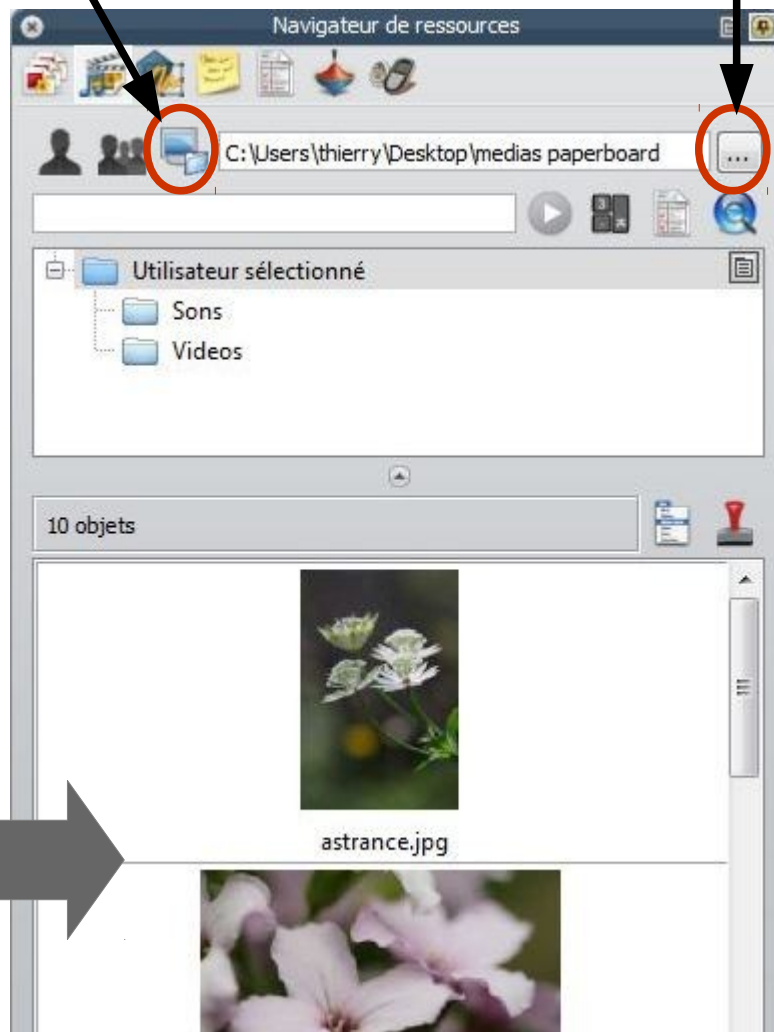 Navigateur de ressources
C:\Users\thierry\Desktop\medias paperboard
...
Utilisateur sélectionné
Sons
Videos
10 objets
astrance.jpg